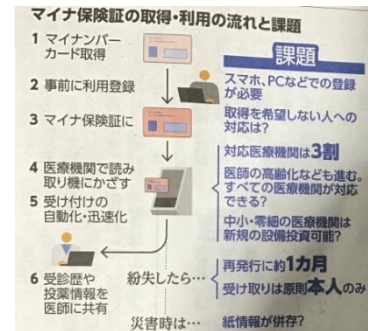 マイナ保険証の取得・利用の流れと課題
1 マイナンバー
カード取得
2 事前に利用登録
3 マイナ保険証に
4 医療機関で読み
取り機にかざす
5 受け付けの
自動化・迅速化
6 受診歴や
投薬情報を
医師に共有
課題
スマホ、PCなどでの登録
が必要
取得を希望しない人への
対応は?
対応医療機関は3割
医師の高齢化なども進む。
すべての医療機関が対応
できる?
中小・零細の医療機関は
新規の設備投資可能?
紛失したら…
再発行に約1カ月
受け取りは原則本人のみ
災害時は…
紙情報が併存?